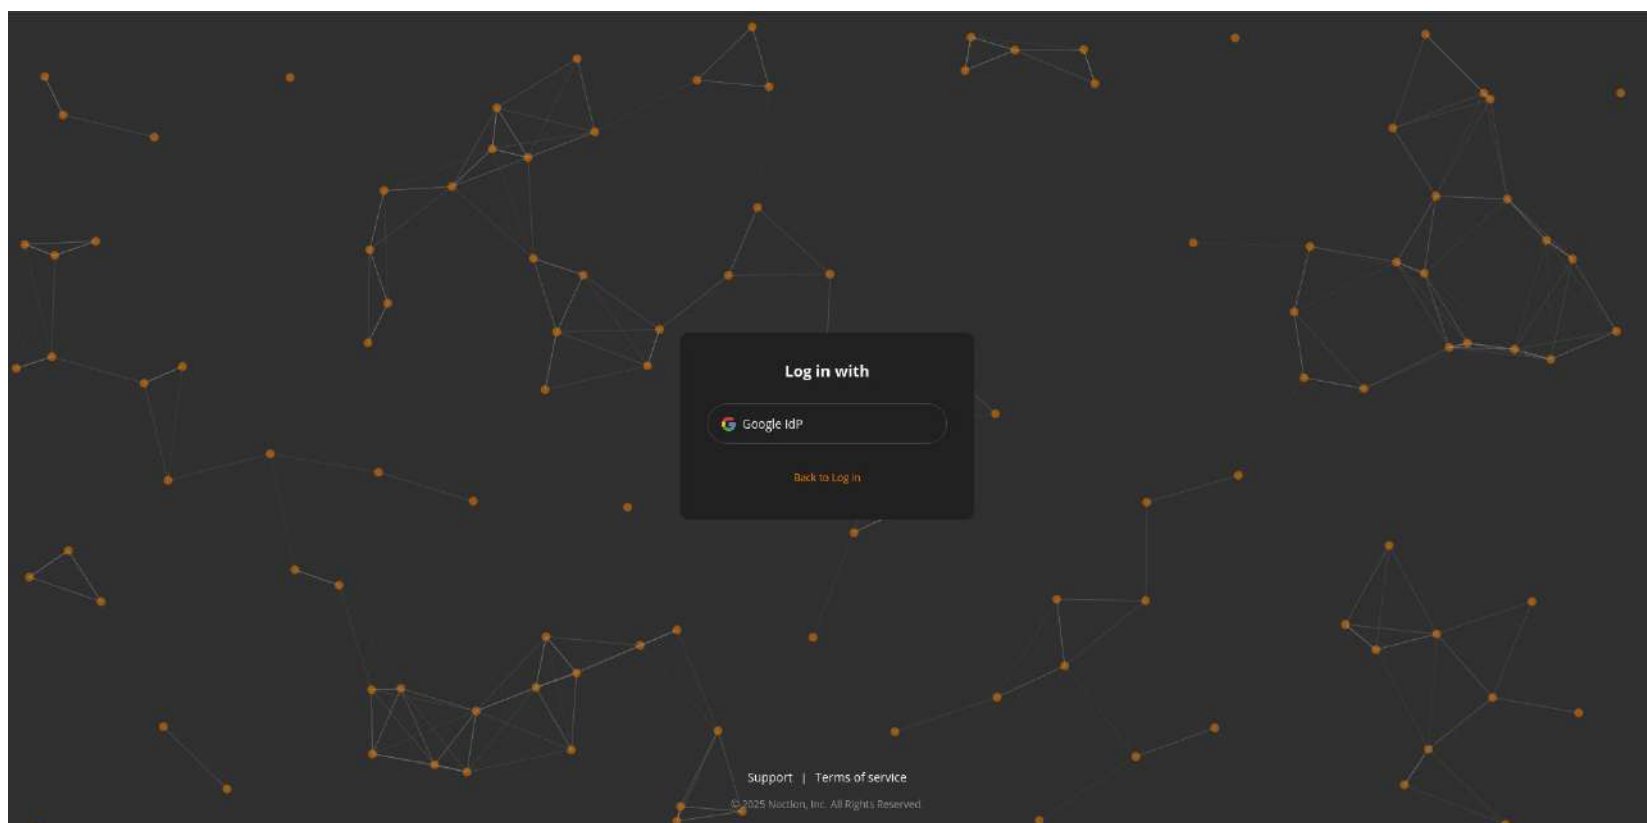 Log in with
Google IdP
Back to Log in
Support | Terms of service
© 2025 Noction, Inc. All Rights Reserved.